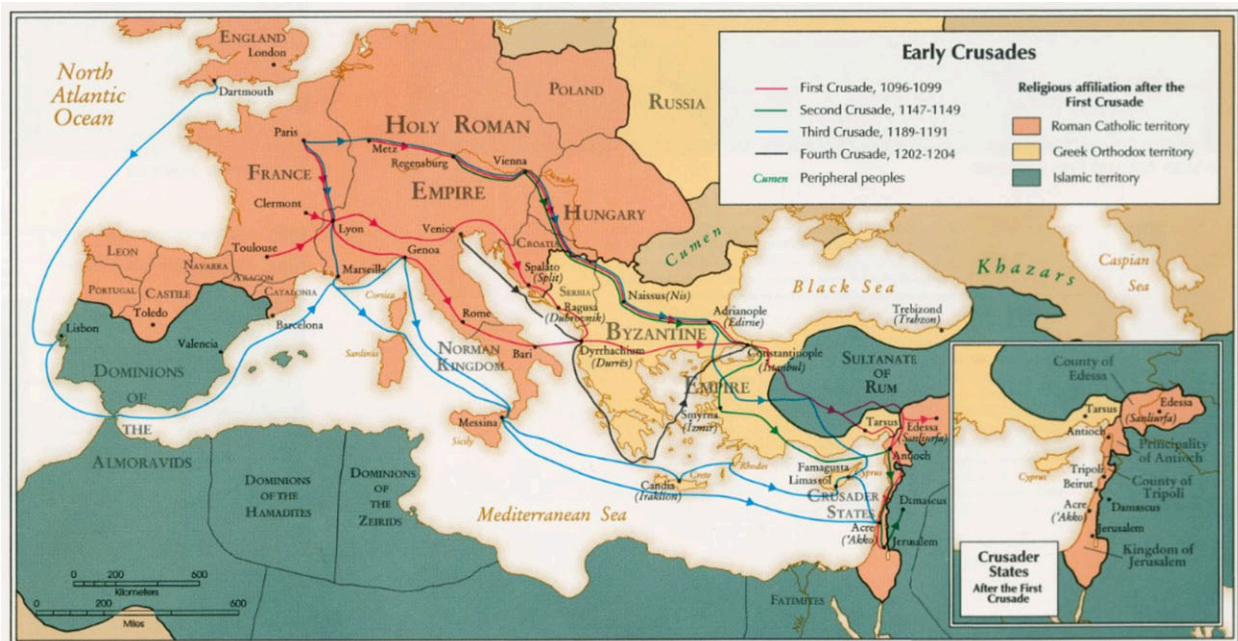 Early Crusades
First Crusade, 1096-1099
Second Crusade, 1147-1149
Third Crusade, 1189-1191
Fourth Crusade, 1202-1204
Cumen Peripheral peoples
Religious affiliation after the
First Crusade
Roman Catholic territory
Greek Orthodox territory
Islamic territory
ENGLAND
London
North
Atlantic
Ocean
Dartmouth
POLAND
RUSSIA
Paris
HOLY ROMAN
EMPIRE
Metz
Regensburg
Vienna
Danube
FRANCE
Clermont
Lyon
HUNGARY
Venice
CROATIA
Cumen
Khazars
Caspian
Sea
Toulouse
Genoa
LEON
NAVARRA
ARAGON
Marseille
Spalato
(Split)
SERBIA
Naissus(Nis)
Black Sea
PORTUGAL
CASTILE
CATALONIA
Corsica
Ragusa
(Dubrovnik)
Adrianople
(Edirne)
Trebizond
(Trabzon)
Toledo
Barcelona
Rome
BYZANTINE
EMPIRE
Lisbon
Valencia
Sardinia
NORMAN
KINGDOM
Bari
Dyrrhachium
(Durrës)
Constantinople
(Istanbul)
SULTANATE
OF
RUM
DOMINIONS
OF
THE
ALMORAVIDS
Smyrna
(Izmir)
Messina
Sicily
Tarsus
Edessa
(Sanliurfa)
Antioch
Rhodes
Famagusta
Limassol
Cyprus
Crete
Candia
(Iraklion)
CRUSADER
STATES
Damascus
DOMINIONS
OF THE
HAMADITES
DOMINIONS
OF THE
ZEIRIDS
Mediterranean Sea
Acre
('Akko)
Jerusalem
FATIMITES
0 200 400 600
Kilometers
0 200 400 600
Miles
County of
Edessa
Tarsus
Edessa
(Sanliurfa)
Antioch
Principality
of Antioch
Cyprus
Tripoli
County of
Tripoli
Beirut
Damascus
Acre
('Akko)
Jerusalem
Kingdom of
Jerusalem
Crusader
States
After the First
Crusade